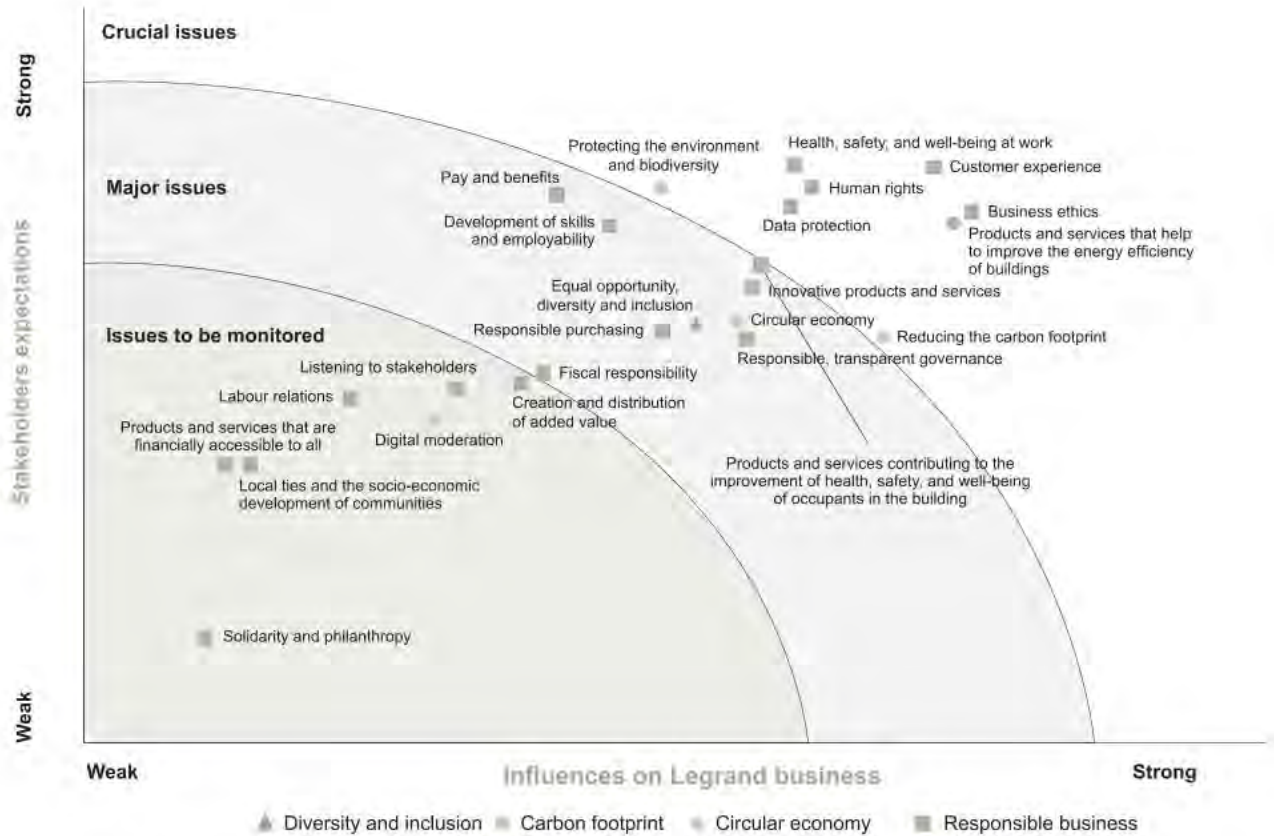 Crucial issues
Strong
Protecting the environment
and biodiversity
Health, safety, and well-being at work
Customer experience
Major issues
Pay and benefits
Human rights
Development of skills
and employability
Data protection
Business ethics
Products and services that help
to improve the energy efficiency
of buildings
Equal opportunity,
diversity and inclusion
Innovative products and services
Issues to be monitored
Responsible purchasing
Circular economy
Reducing the carbon footprint
Responsible, transparent governance
Listening to stakeholders
Fiscal responsibility
Labour relations
Creation and distribution
of added value
Products and services that are
financially accessible to all
Digital moderation
Local ties and the socio-economic
development of communities
Products and services contributing to the
improvement of health, safety, and well-being
of occupants in the building
Stakeholders expectations
Solidarity and philanthropy
Weak
Weak
Influences on Legrand business
Strong
Diversity and inclusion
Carbon footprint
Circular economy
Responsible business